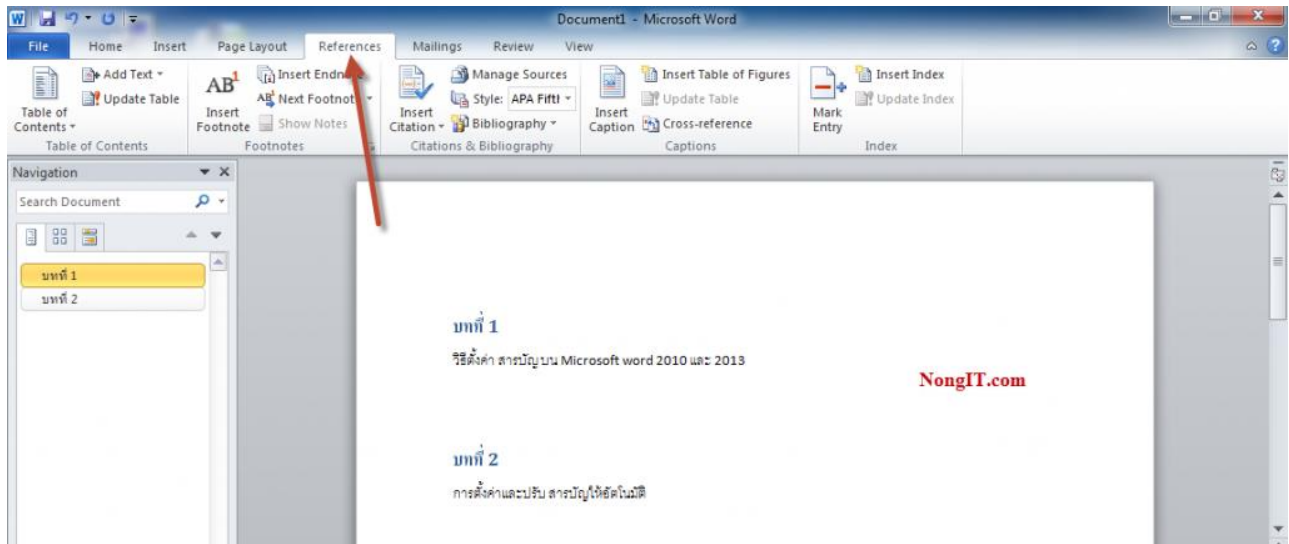 Document1 - Microsoft Word
File Home Insert Page Layout References Mailings Review View
Add Text
Update Table
Table of
Contents
Table of Contents
AB1
Insert
Footnote
Insert Endn
Next Footnot
Show Notes
Footnotes
Insert
Citation
Manage Sources
Style: APA Fifth
Bibliography
Citations & Bibliography
Insert
Caption
Insert Table of Figures
Update Table
Cross-reference
Captions
Mark
Entry
Insert Index
Update Index
Index
Navigation
Search Document
บทที่ 1
บทที่ 2
บทที่ 1
วิธีตั้งค่า สารบัญ บน Microsoft word 2010 และ 2013
NongIT.com
บทที่ 2
การตั้งค่าและปรับ สารบัญให้อัตโนมัติ